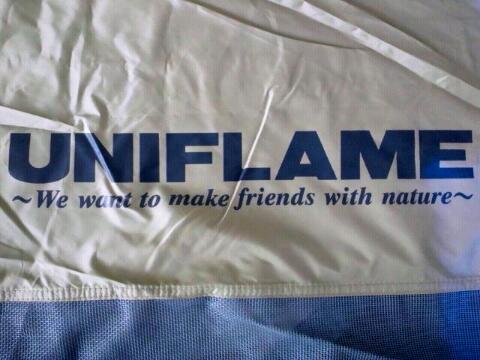 UNIFLAME
~We want to make friends with nature~